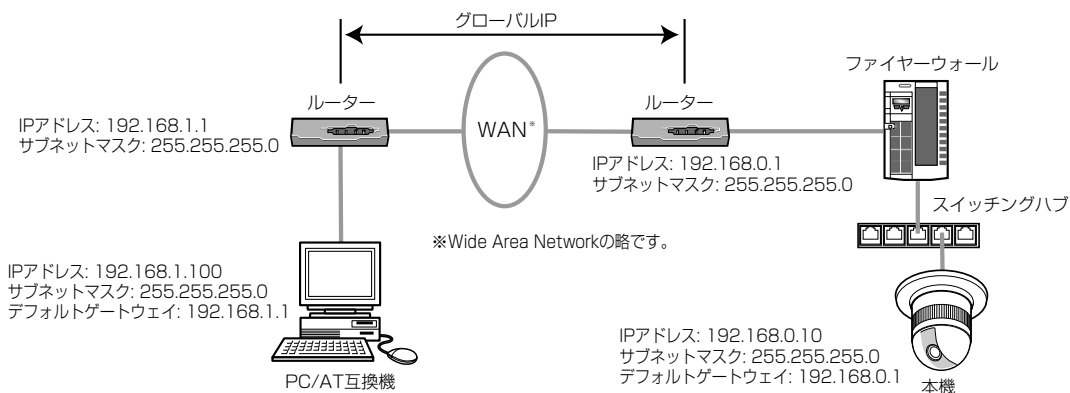 グローバルIP
ファイヤーウォール
ルーター
IPアドレス: 192.168.1.1
サブネットマスク: 255.255.255.0
WAN※
ルーター
IPアドレス: 192.168.0.1
サブネットマスク: 255.255.255.0
スイッチングハブ
※Wide Area Networkの略です。
IPアドレス: 192.168.1.100
サブネットマスク: 255.255.255.0
デフォルトゲートウェイ: 192.168.1.1
PC/AT互換機
IPアドレス: 192.168.0.10
サブネットマスク: 255.255.255.0
デフォルトゲートウェイ: 192.168.0.1
本機